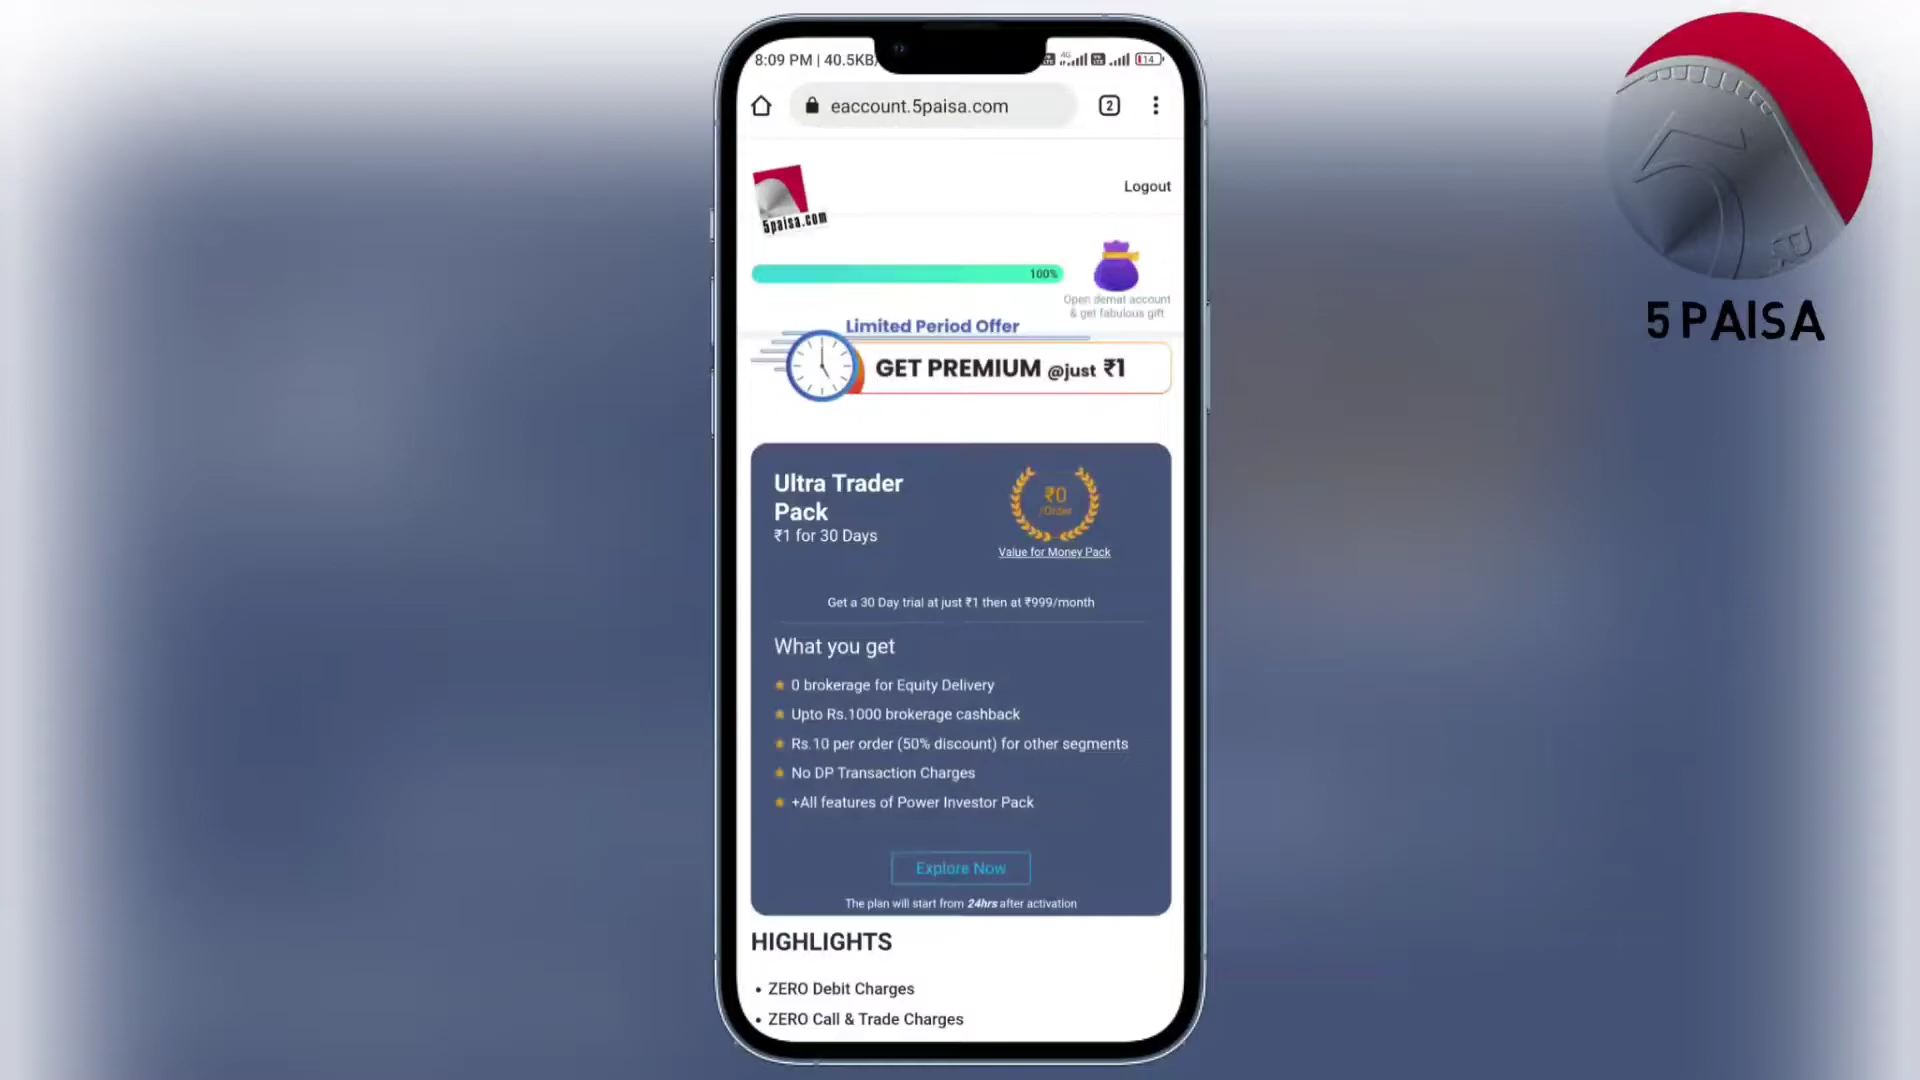 8:09 PM | 40.5KB/
4G
14
eaccount.5paisa.com
2
5paisa.com
Logout
100%
Open demat account
& get fabulous gift
Limited Period Offer
GET PREMIUM @just ₹1
Ultra Trader
Pack
₹1 for 30 Days
₹0
/Order
Value for Money Pack
Get a 30 Day trial at just ₹1 then at ₹999/month
What you get
0 brokerage for Equity Delivery
Upto Rs.1000 brokerage cashback
Rs.10 per order (50% discount) for other segments
No DP Transaction Charges
+All features of Power Investor Pack
Explore Now
The plan will start from 24hrs after activation
HIGHLIGHTS
• ZERO Debit Charges
• ZERO Call & Trade Charges
5 PAISA